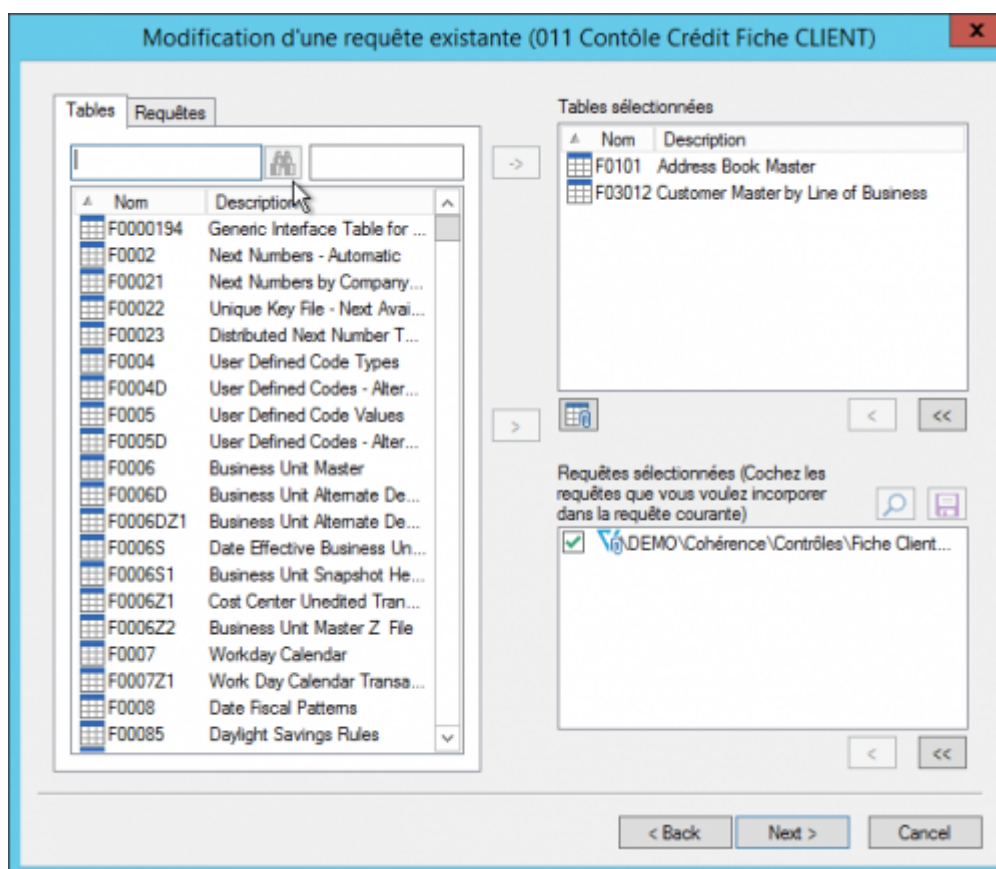 Modification d'une requête existante (011 Contôle Crédit Fiche CLIENT)
x
Tables
Requêtes
Nom Description
F0000194 Generic Interface Table for ...
F0002 Next Numbers - Automatic
F00021 Next Numbers by Company...
F00022 Unique Key File - Next Avai...
F00023 Distributed Next Number T...
F0004 User Defined Code Types
F0004D User Defined Codes - Alter...
F0005 User Defined Code Values
F0005D User Defined Codes - Alter...
F0006 Business Unit Master
F0006D Business Unit Alternate De...
F0006DZ1 Business Unit Alternate De...
F0006S Date Effective Business Un...
F0006S1 Business Unit Snapshot He...
F0006Z1 Cost Center Unedited Tran...
F0006Z2 Business Unit Master Z File
F0007 Workday Calendar
F0007Z1 Work Day Calendar Transa...
F0008 Date Fiscal Patterns
F00085 Daylight Savings Rules
->
>
Tables sélectionnées
Nom Description
F0101 Address Book Master
F03012 Customer Master by Line of Business
< <<
Requêtes sélectionnées (Cochez les
requêtes que vous voulez incorporer
dans la requête courante)
\DEMO\Cohérence\Contrôles\Fiche Client...
< <<
< Back Next > Cancel